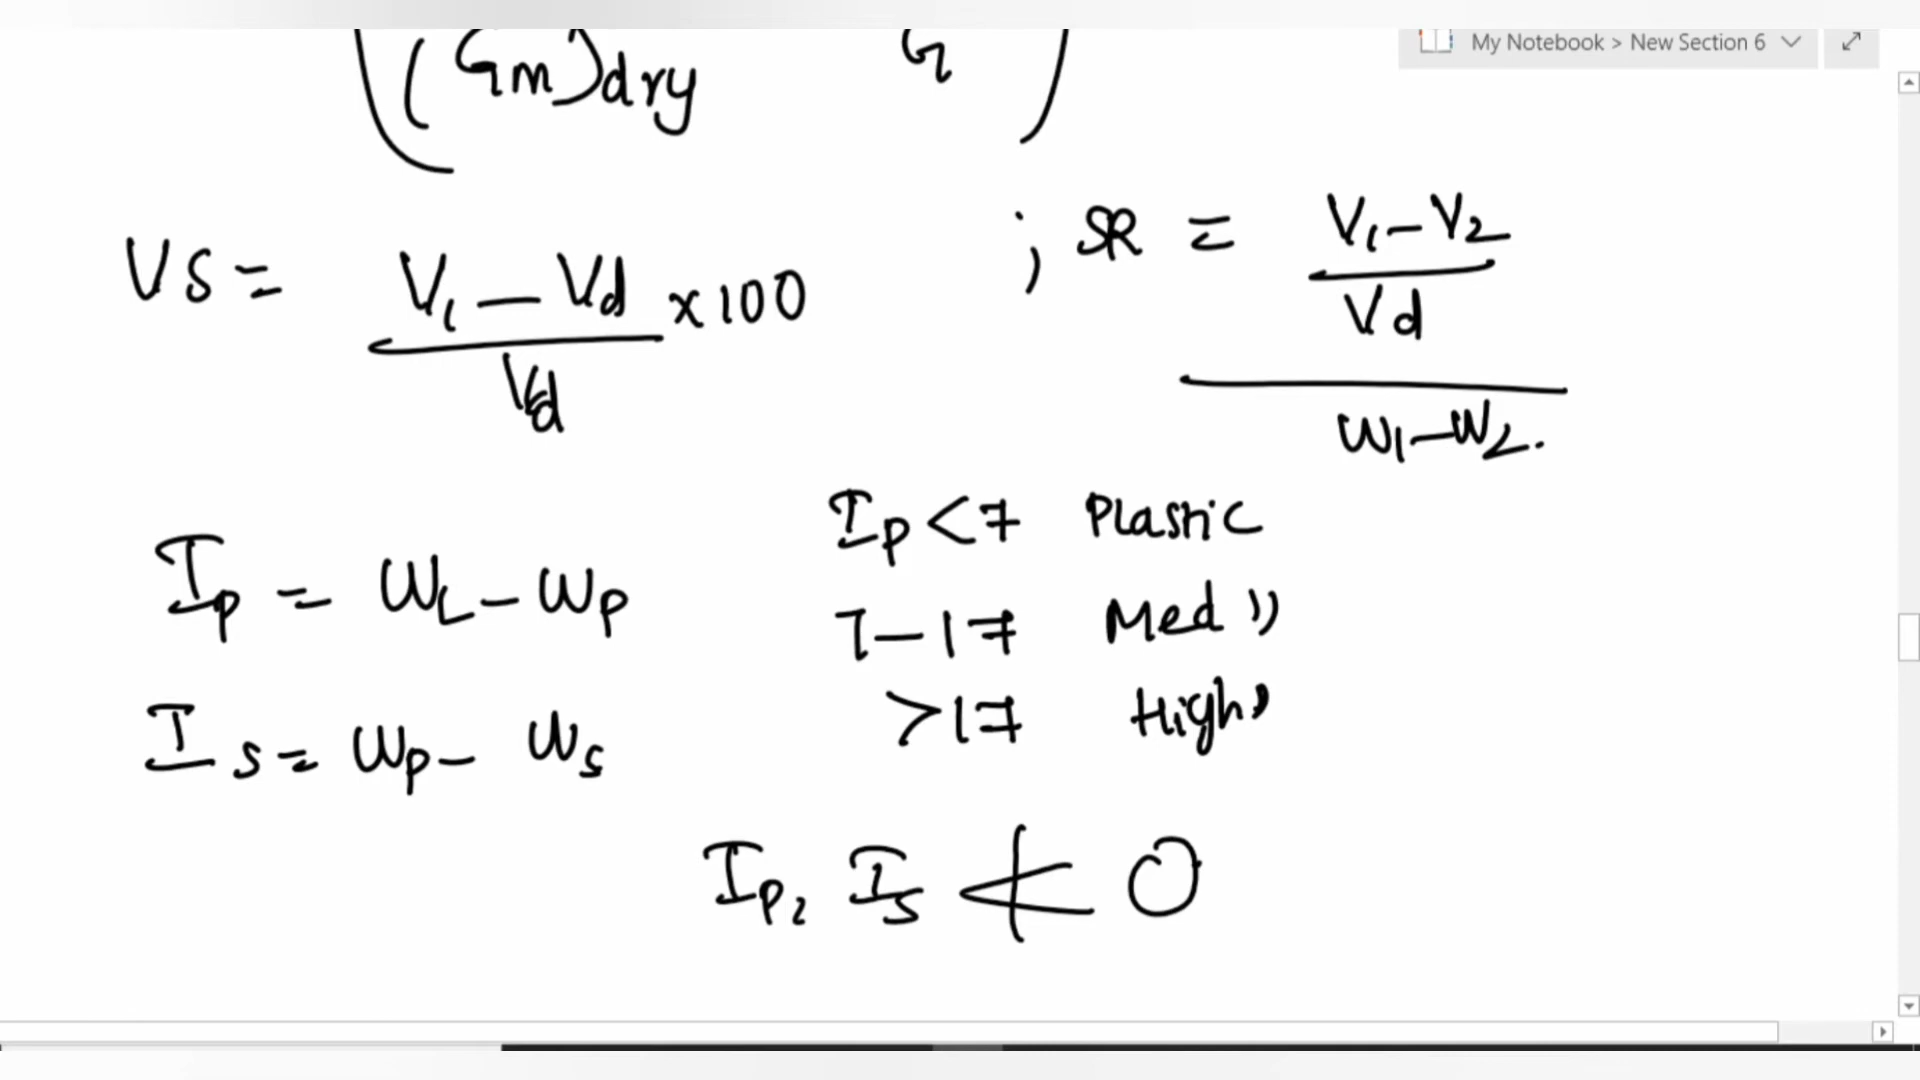 My Notebook > New Section 6
(Gm)dry G
VS = V1 - Vd / Vd x 100 ; SR = V1 - V2 / Vd / w1 - w2.
Ip < 7 Plastic
Ip = WL - wp
7 - 17 Med "
> 17 High "
Is = wp - ws
Ip, Is ≮ 0